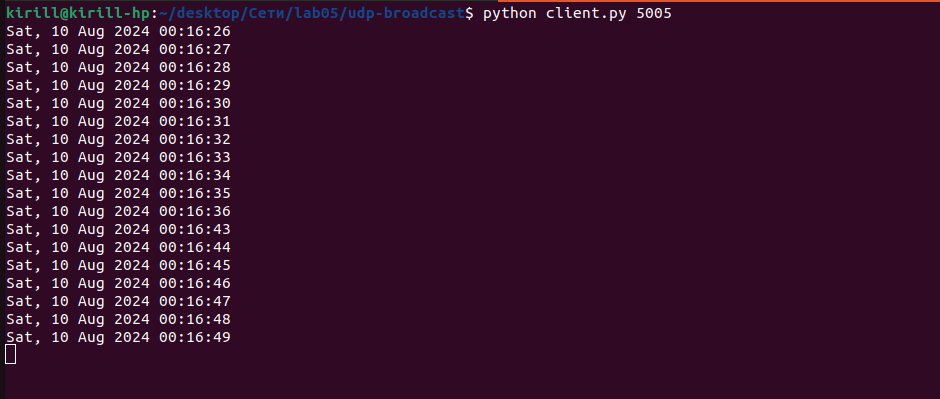 kirill@kirill-hp:~/desktop/Сети/lab05/udp-broadcast$ python client.py 5005
Sat, 10 Aug 2024 00:16:26
Sat, 10 Aug 2024 00:16:27
Sat, 10 Aug 2024 00:16:28
Sat, 10 Aug 2024 00:16:29
Sat, 10 Aug 2024 00:16:30
Sat, 10 Aug 2024 00:16:31
Sat, 10 Aug 2024 00:16:32
Sat, 10 Aug 2024 00:16:33
Sat, 10 Aug 2024 00:16:34
Sat, 10 Aug 2024 00:16:35
Sat, 10 Aug 2024 00:16:36
Sat, 10 Aug 2024 00:16:43
Sat, 10 Aug 2024 00:16:44
Sat, 10 Aug 2024 00:16:45
Sat, 10 Aug 2024 00:16:46
Sat, 10 Aug 2024 00:16:47
Sat, 10 Aug 2024 00:16:48
Sat, 10 Aug 2024 00:16:49